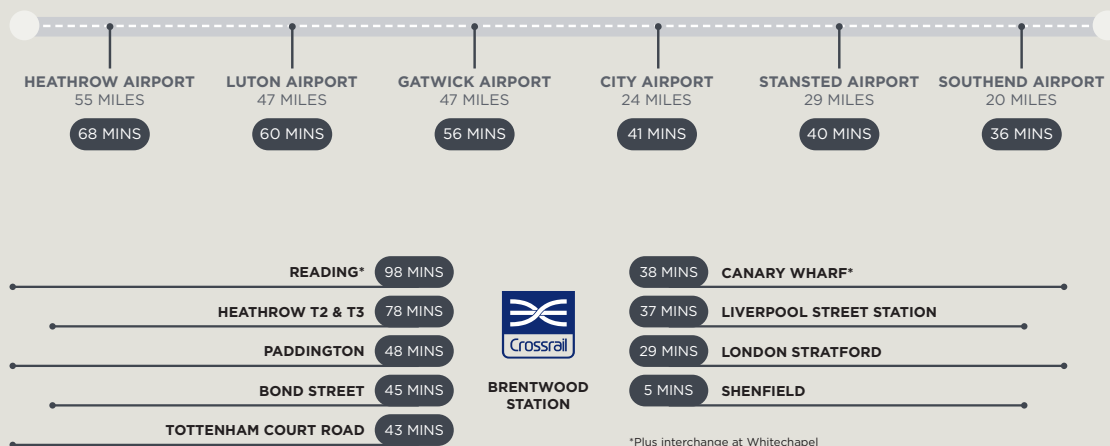 HEATHROW AIRPORT
55 MILES
68 MINS
LUTON AIRPORT
47 MILES
60 MINS
GATWICK AIRPORT
47 MILES
56 MINS
CITY AIRPORT
24 MILES
41 MINS
STANSTED AIRPORT
29 MILES
40 MINS
SOUTHEND AIRPORT
20 MILES
36 MINS
READING* 98 MINS
HEATHROW T2 & T3 78 MINS
PADDINGTON 48 MINS
BOND STREET 45 MINS
TOTTENHAM COURT ROAD 43 MINS
Crossrail
BRENTWOOD
STATION
38 MINS CANARY WHARF*
37 MINS LIVERPOOL STREET STATION
29 MINS LONDON STRATFORD
5 MINS SHENFIELD
*Plus interchange at Whitechapel